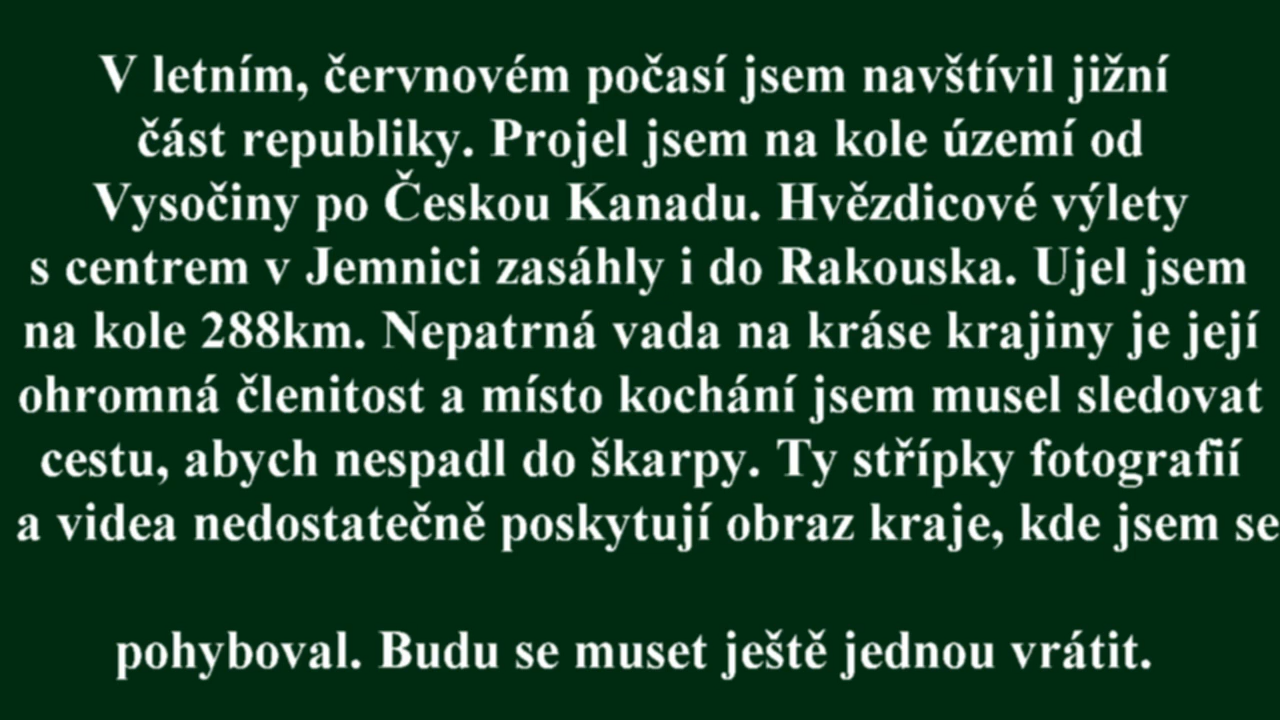 V letním, červnovém počasí jsem navštívil jižní
část republiky. Projel jsem na kole území od
Vysočiny po Českou Kanadu. Hvězdicové výlety
s centrem v Jemnici zasáhly i do Rakouska. Ujel jsem
na kole 288km. Nepatrná vada na kráse krajiny je její
ohromná členitost a místo kochání jsem musel sledovat
cestu, abych nespadl do škarpy. Ty střípky fotografií
a videa nedostatečně poskytují obraz kraje, kde jsem se
pohyboval. Budu se muset ještě jednou vrátit.